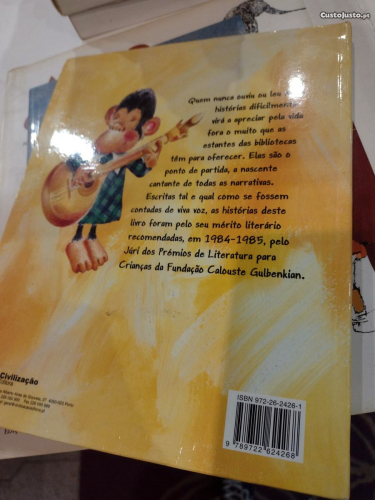 CustoJusto.pt
Quem nunca ouviu ou leu
histórias dificilmente
virá a apreciar pela vida
fora o muito que as
estantes das bibliotecas
têm para oferecer. Elas são o
ponto de partida, a nascente
cantante de todas as narrativas.
Escritas tal e qual como se fossem
contadas de viva voz, as histórias deste
livro foram pelo seu mérito literário
recomendadas, em 1984-1985, pelo
Júri dos Prémios de Literatura para
Crianças da Fundação Calouste Gulbenkian.
Civilização
ISBN 972-26-2426-1
9 789722 624268